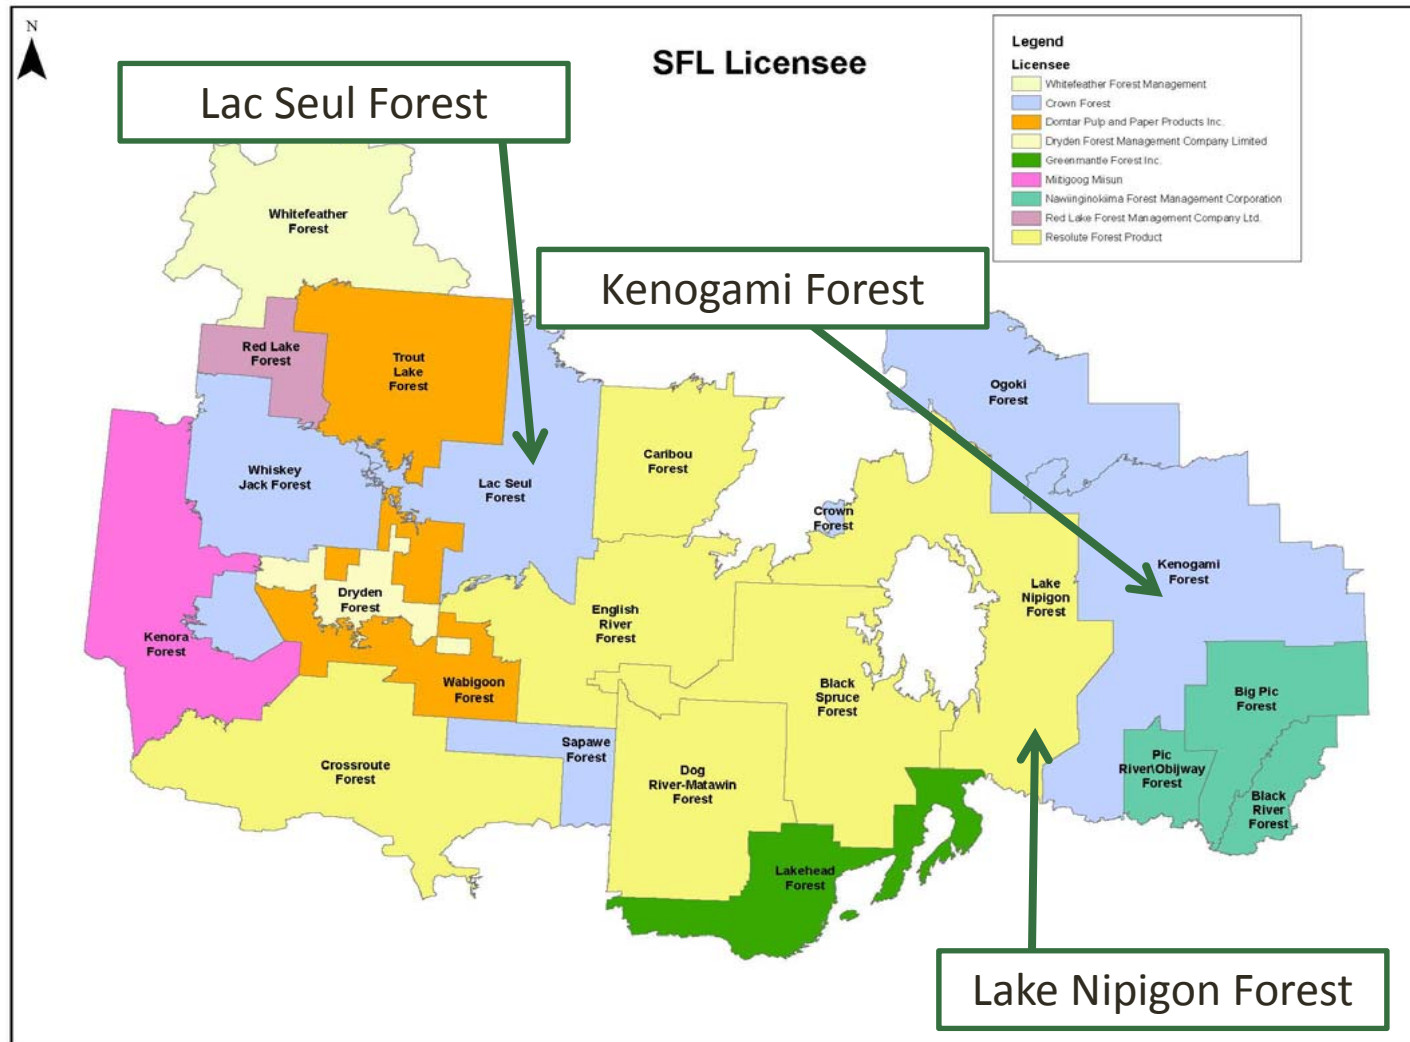 N
SFL Licensee
Legend
Licensee
Whitefeather Forest Management
Crown Forest
Domtar Pulp and Paper Products Inc.
Dryden Forest Management Company Limited
Greenmantle Forest Inc.
Mitigoog Miisun
Nawiinginokiima Forest Management Corporation
Red Lake Forest Management Company Ltd.
Resolute Forest Product
Lac Seul Forest
Kenogami Forest
Whitefeather
Forest
Red Lake
Forest
Trout
Lake
Forest
Ogoki
Forest
Caribou
Forest
Whiskey
Jack Forest
Lac Seul
Forest
Crown
Forest
Kenogami
Forest
Lake
Nipigon
Forest
Dryden
Forest
English
River
Forest
Kenora
Forest
Wabigoon
Forest
Black
Spruce
Forest
Big Pic
Forest
Sapawe
Forest
Crossroute
Forest
Dog
River-Matawin
Forest
Pic
River\Obijway
Forest
Black
River
Forest
Lakehead
Forest
Lake Nipigon Forest